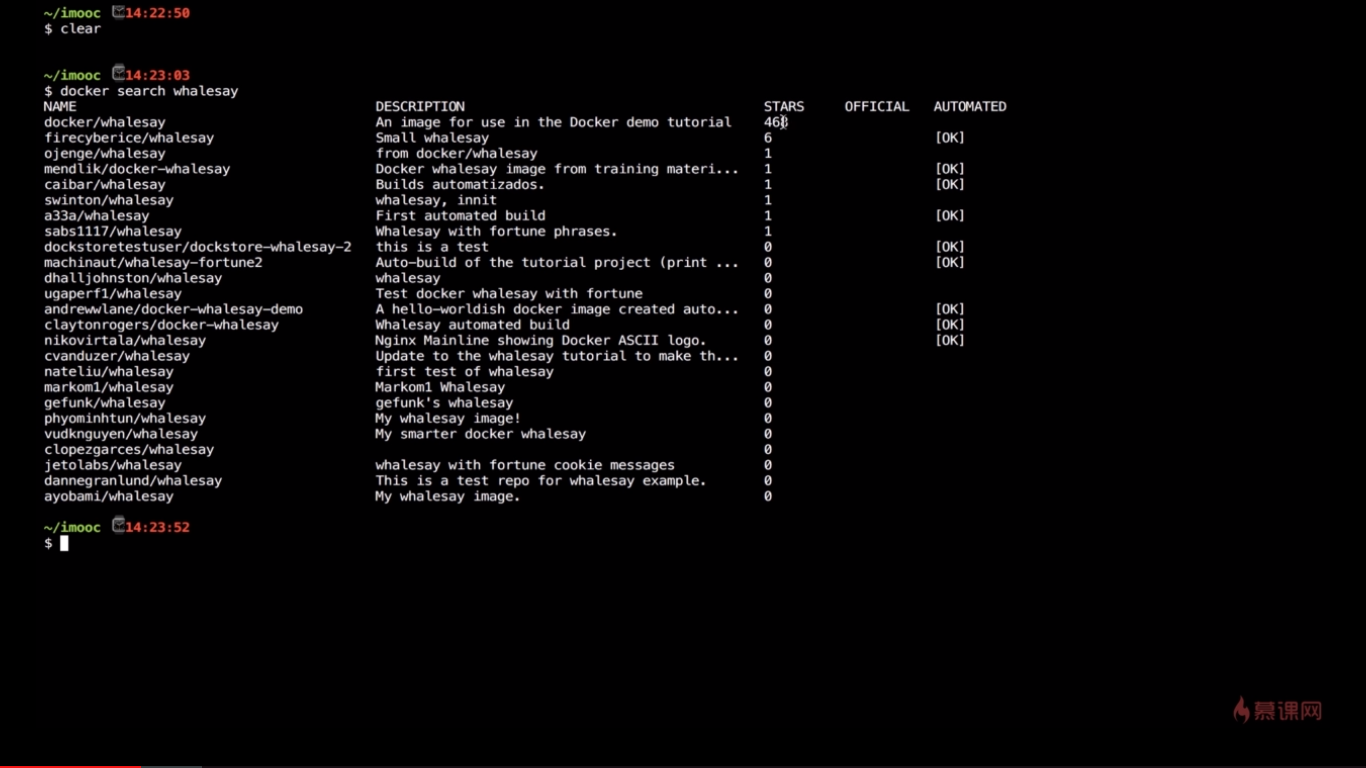 ~/imooc 14:22:50
$ clear
~/imooc 14:23:03
$ docker search whalesay
NAME DESCRIPTION STARS OFFICIAL AUTOMATED
docker/whalesay An image for use in the Docker demo tutorial
firecyberice/whalesay Small whalesay 6 [OK]
ojenge/whalesay from docker/whalesay 1
mendlik/docker-whalesay Docker whalesay image from training materi... 1 [OK]
caibar/whalesay Builds automatizados. 1 [OK]
swinton/whalesay whalesay, innit 1
a33a/whalesay First automated build 1 [OK]
sabs1117/whalesay Whalesay with fortune phrases. 1
dockstoretestuser/dockstore-whalesay-2 this is a test 0 [OK]
machinaut/whalesay-fortune2 Auto-build of the tutorial project (print ... 0 [OK]
dhalljohnston/whalesay whalesay 0
ugaperf1/whalesay Test docker whalesay with fortune 0
andrewwlane/docker-whalesay-demo A hello-worldish docker image created auto... 0 [OK]
claytonrogers/docker-whalesay Whalesay automated build 0 [OK]
nikovirtala/whalesay Nginx Mainline showing Docker ASCII logo. 0 [OK]
cvanduzer/whalesay Update to the whalesay tutorial to make th... 0
nateliu/whalesay first test of whalesay 0
markom1/whalesay Markom1 Whalesay 0
gefunk/whalesay gefunk's whalesay 0
phyominhtun/whalesay My whalesay image! 0
vudknguyen/whalesay My smarter docker whalesay 0
clopezgarces/whalesay 0
jetolabs/whalesay whalesay with fortune cookie messages 0
dannegranlund/whalesay This is a test repo for whalesay example. 0
ayobami/whalesay My whalesay image. 0
~/imooc 14:23:52
$
慕课网